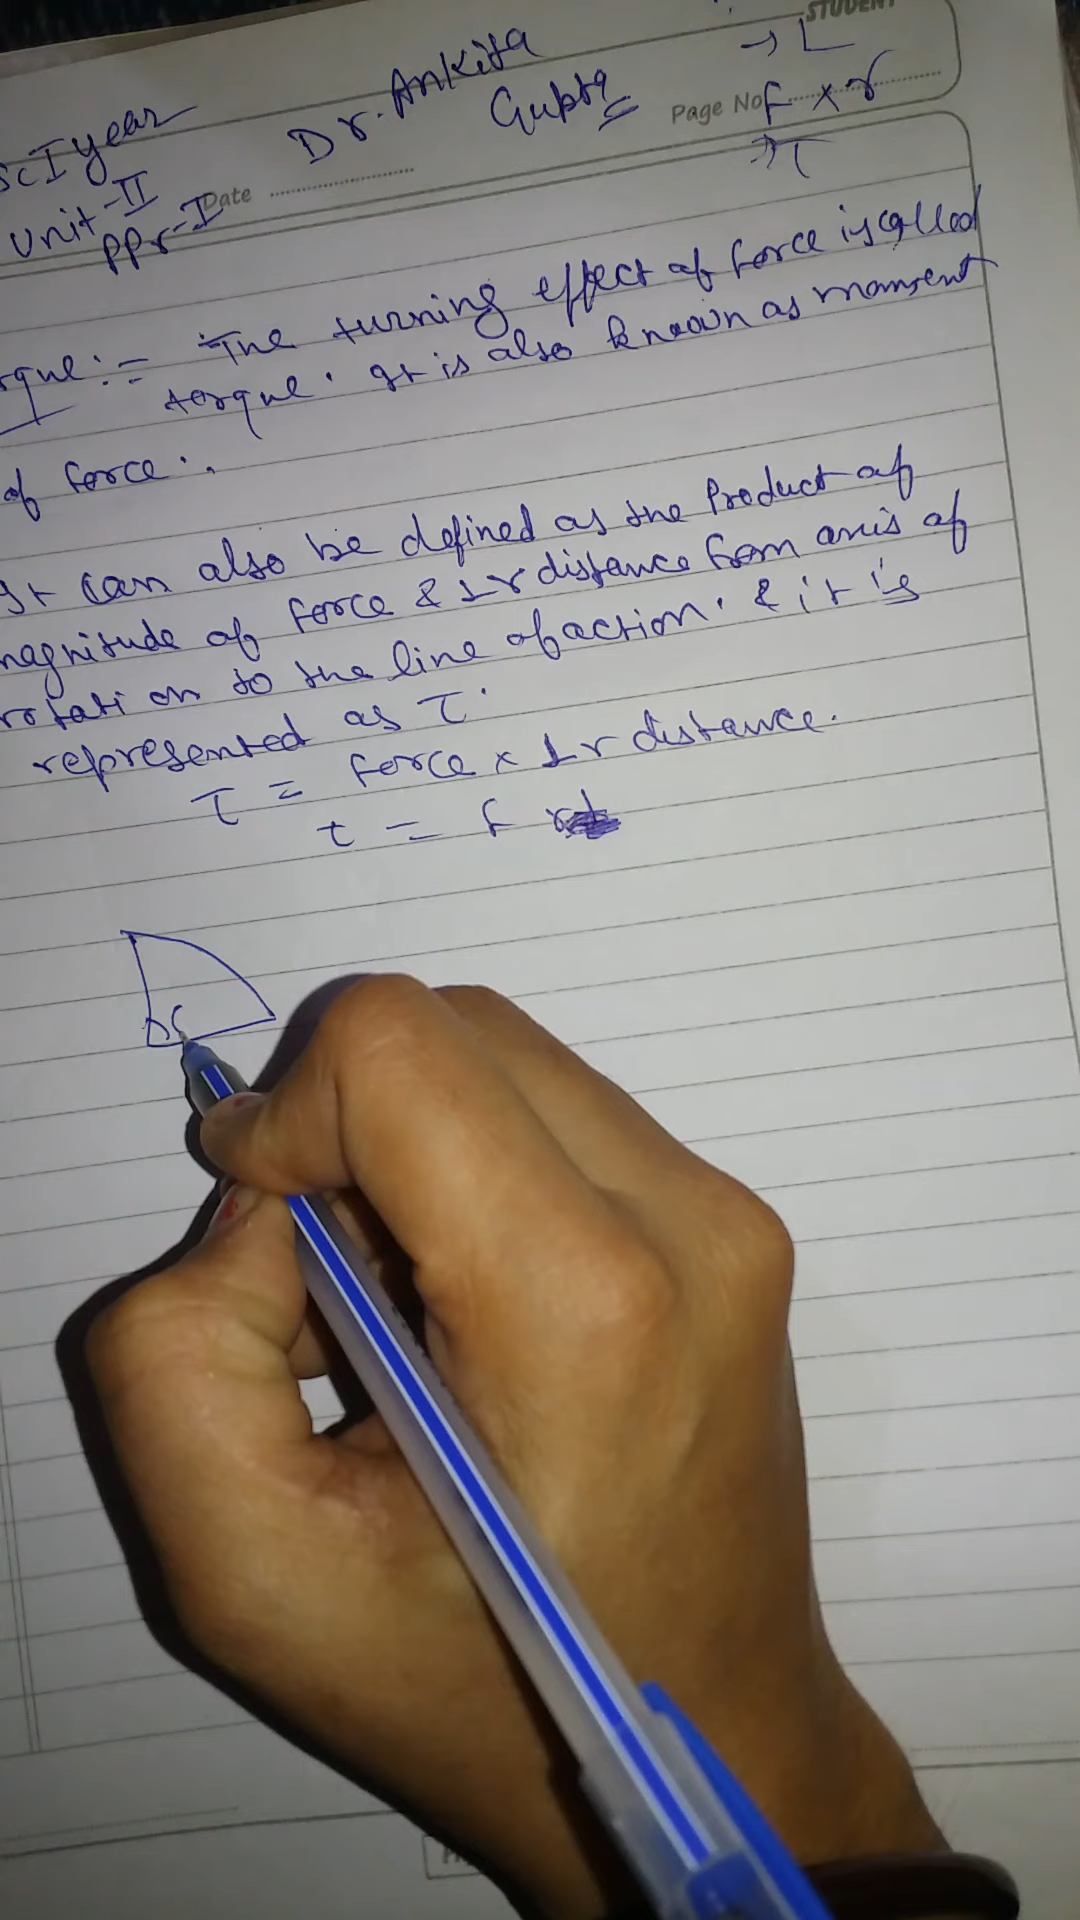 STUDENT
→ L
Sc I year
Dr. Ankita
Gupta
Page No.
F × r
Unit-II
Date
→ τ
PPr-I
rque:= The turning effect of force is called
torque. It is also known as moment
of force.
It can also be defined as the Product of
magnitude of force & ⊥r distance from axis of
rotation to the line of action. & it is
represented as τ.
τ = force × ⊥r distance.
τ = F r